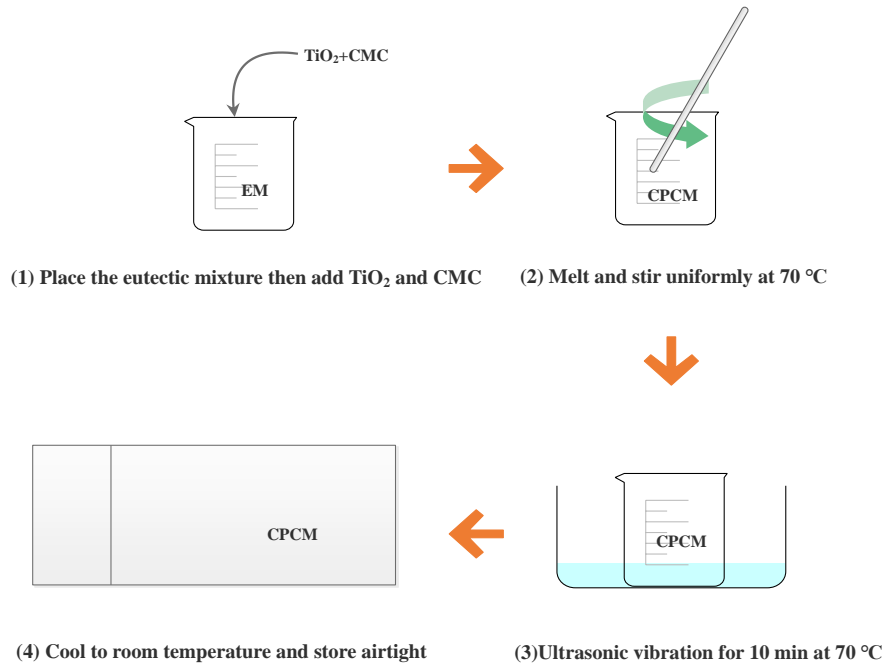 TiO₂+CMC
EM
CPCM
(1) Place the eutectic mixture then add TiO₂ and CMC
(2) Melt and stir uniformly at 70 ℃
CPCM
CPCM
(4) Cool to room temperature and store airtight
(3)Ultrasonic vibration for 10 min at 70 ℃